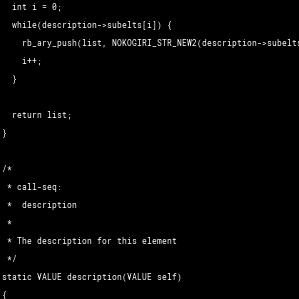 int i = 0;
while(description->subelts[i]) {
rb_ary_push(list, NOKOGIRI_STR_NEW2(description->subelts
i++;
}
return list;
}
/*
* call-seq:
*  description
*
* The description for this element
*/
static VALUE description(VALUE self)
{